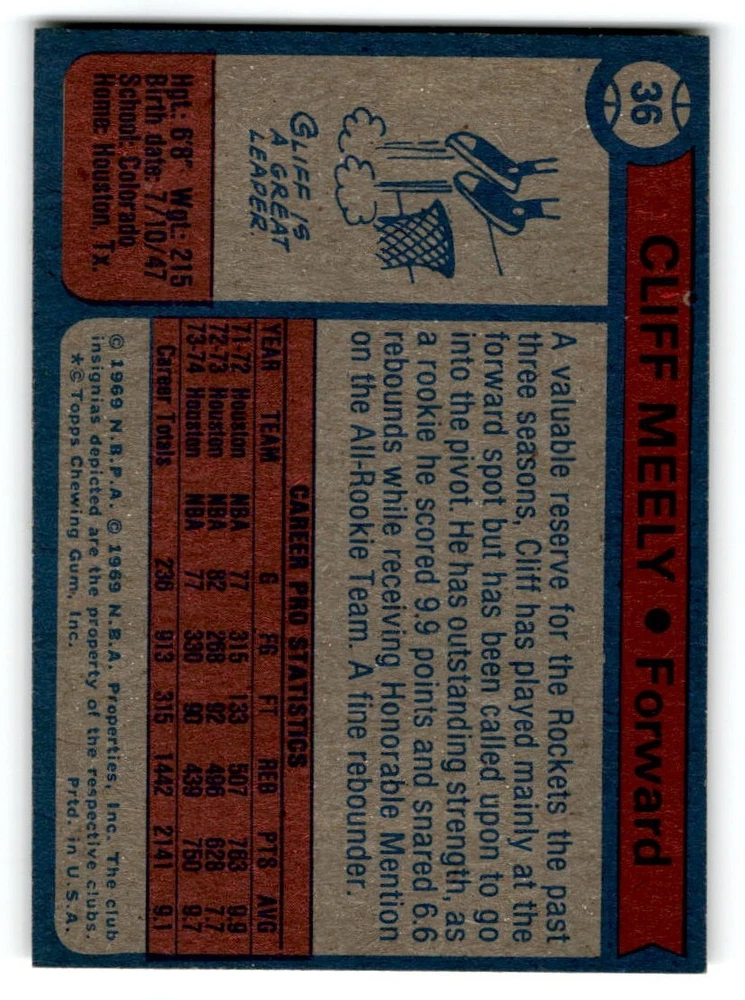 36
CLIFF MEELY • Forward
CLIFF IS
A GREAT
LEAPER.
Hgt: 6'8" Wgt: 215
Birth date: 7/10/47
School: Colorado
Home: Houston, Tx.
A valuable reserve for the Rockets the past
three seasons, Cliff has played mainly at the
forward spot but has been called upon to go
into the pivot. He has outstanding strength, as
a rookie he scored 9.9 points and snared 6.6
rebounds while receiving Honorable Mention
on the All-Rookie Team. A fine rebounder.
CAREER PRO STATISTICS
YEAR TEAM G FG FT REB PTS AVG
71-72 Houston NBA 77 315 133 507 763 9.9
72-73 Houston NBA 82 268 92 496 628 7.7
73-74 Houston NBA 77 330 90 439 750 9.7
Career Totals 236 913 315 1442 2141 9.1
© 1969 N.B.P.A. © 1969 N.B.A. Properties, Inc. The club
insignias depicted are the property of the respective clubs.
*© Topps Chewing Gum, Inc. Prtd. in U.S.A.